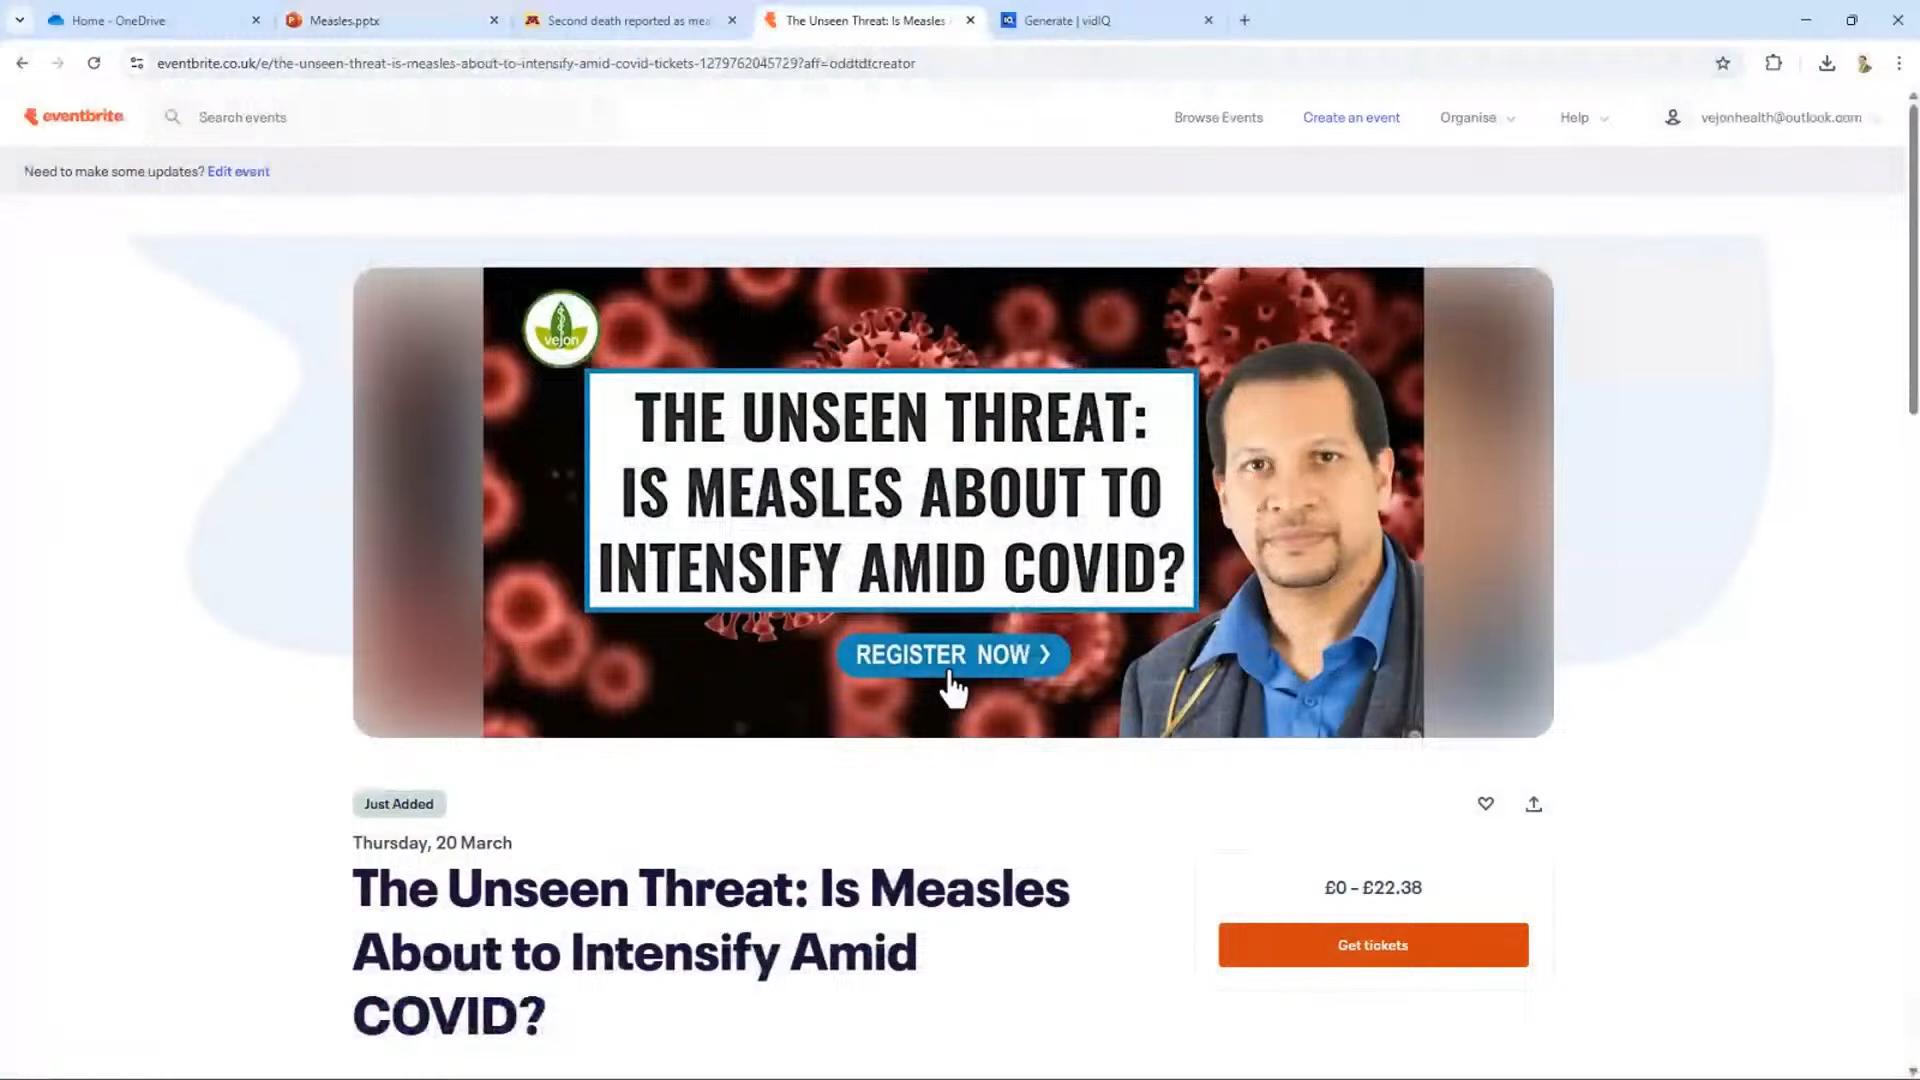 Home - OneDrive
Measles.pptx
Second death reported as mea
The Unseen Threat: Is Measles
Generate | vidIQ
eventbrite.co.uk/e/the-unseen-threat-is-measles-about-to-intensify-amid-covid-tickets-1279762045729?aff=oddtdtcreator
eventbrite
Search events
Browse Events
Create an event
Organise
Help
vejonhealth@outlook.com
Need to make some updates? Edit event
vejon
THE UNSEEN THREAT:
IS MEASLES ABOUT TO
INTENSIFY AMID COVID?
REGISTER NOW >
Just Added
Thursday, 20 March
The Unseen Threat: Is Measles
About to Intensify Amid
COVID?
£0 - £22.38
Get tickets